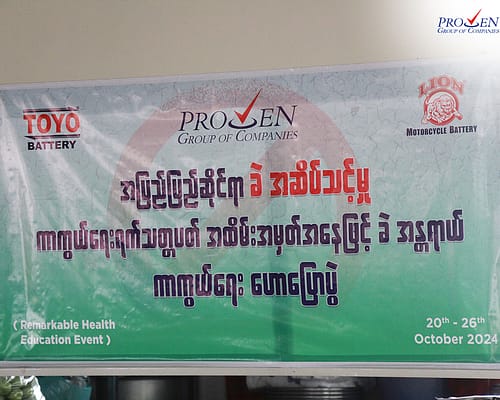 PROVEN
GROUP OF COMPANIES
TOYO
BATTERY
PROVEN
GROUP OF COMPANIES
LION
MOTORCYCLE BATTERY
အပြည်ပြည်ဆိုင်ရာ ခဲ အဆိပ်သင့်မှု
ကာကွယ်ရေးရက်သတ္တပတ် အထိမ်းအမှတ်အနေဖြင့် ခဲ အန္တရာယ်
ကာကွယ်ရေး ဟောပြောပွဲ
( Remarkable Health
Education Event )
20th - 26th
October 2024